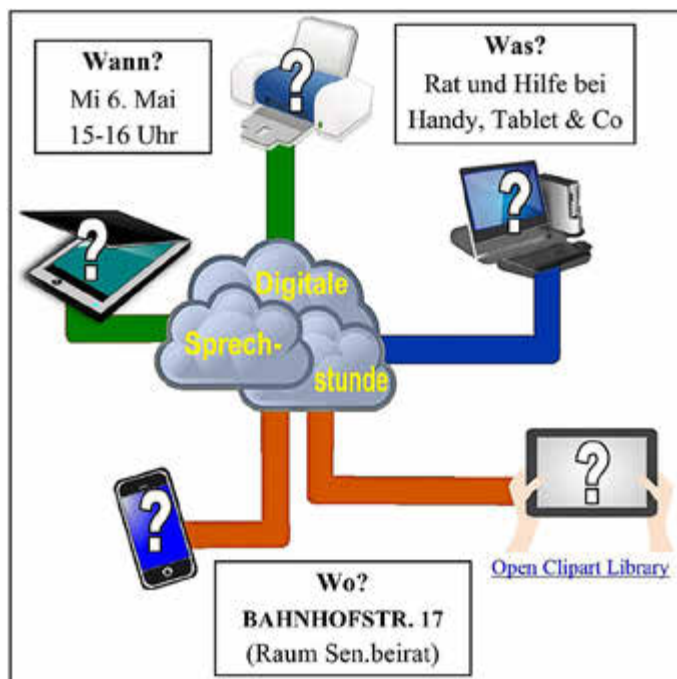 Wann?
Mi 6. Mai
15-16 Uhr
Was?
Rat und Hilfe bei
Handy, Tablet & Co
?
?
?
Digitale
Sprech-
stunde
?
?
Open Clipart Library
Wo?
BAHNHOFSTR. 17
(Raum Sen.beirat)